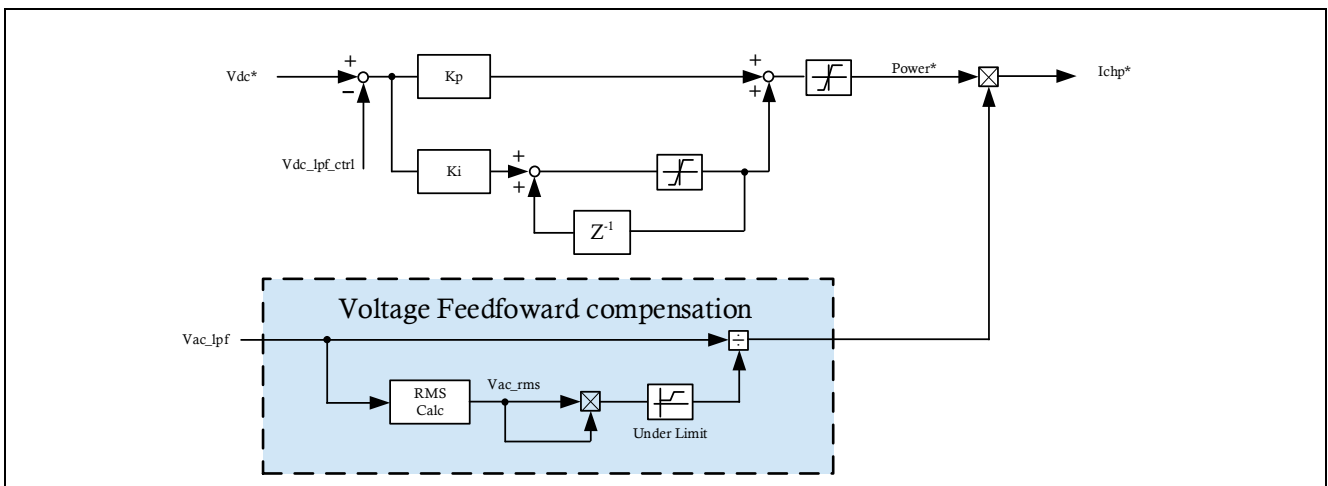 +
Vdc*
−
Kp
+
+
Power*
Ichp*
Vdc_lpf_ctrl
Ki
+
+
Z-1
Voltage Feedfoward compensation
Vac_lpf
÷
RMS
Calc
Vac_rms
Under Limit